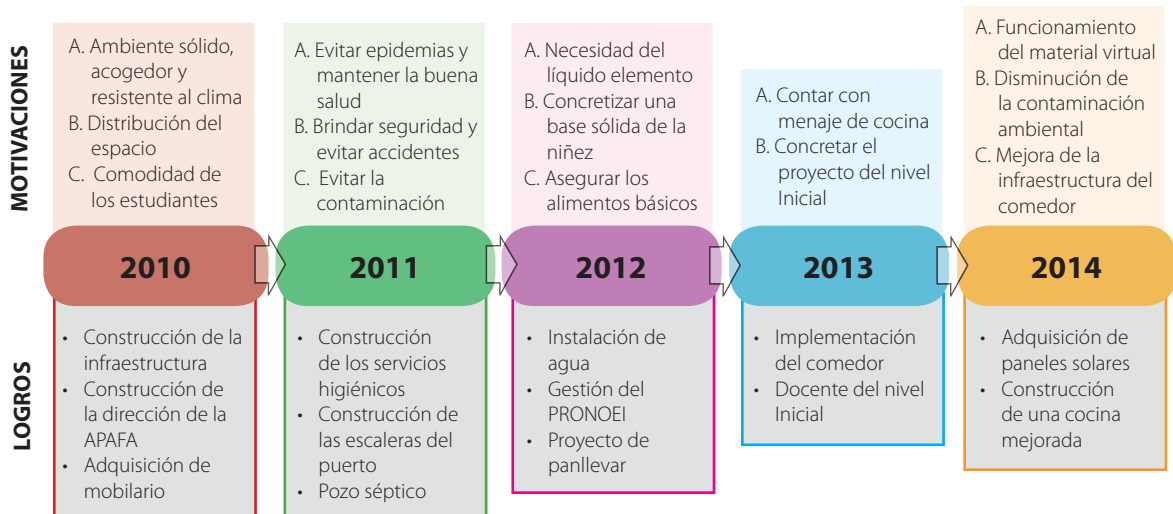 MOTIVACIONES
A. Ambiente sólido,
acogedor y
resistente al clima
B. Distribución del
espacio
C. Comodidad de
los estudiantes
A. Evitar epidemias y
mantener la buena
salud
B. Brindar seguridad y
evitar accidentes
C. Evitar la
contaminación
A. Necesidad del
líquido elemento
B. Concretizar una
base sólida de la
niñez
C. Asegurar los
alimentos básicos
A. Contar con
menaje de cocina
B. Concretar el
proyecto del nivel
Inicial
A. Funcionamiento
del material virtual
B. Disminución de
la contaminación
ambiental
C. Mejora de la
infraestructura del
comedor
2010
2011
2012
2013
2014
LOGROS
• Construcción de la
infraestructura
• Construcción de
la dirección de la
APAFA
• Adquisición de
mobilario
• Construcción
de los servicios
higiénicos
• Construcción de
las escaleras del
puerto
• Pozo séptico
• Instalación de
agua
• Gestión del
PRONOEI
• Proyecto de
panllevar
• Implementación
del comedor
• Docente del nivel
Inicial
• Adquisición de
paneles solares
• Construcción
de una cocina
mejorada